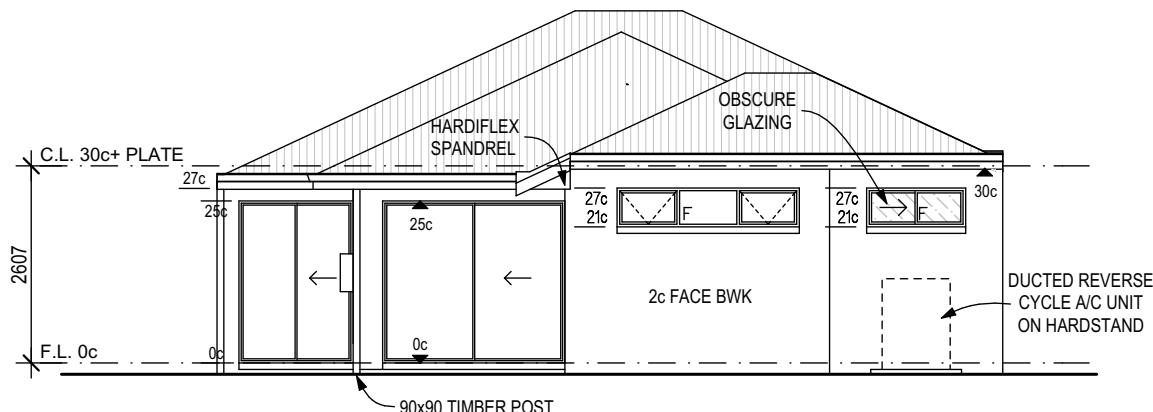 OBSCURE
GLAZING
HARDIFLEX
SPANDREL
C.L. 30c+ PLATE
27c
25c
25c
27c
21c
F
27c
21c
F
30c
2607
2c FACE BWK
DUCTED REVERSE
CYCLE A/C UNIT
ON HARDSTAND
F.L. 0c
0c
0c
90x90 TIMBER POST